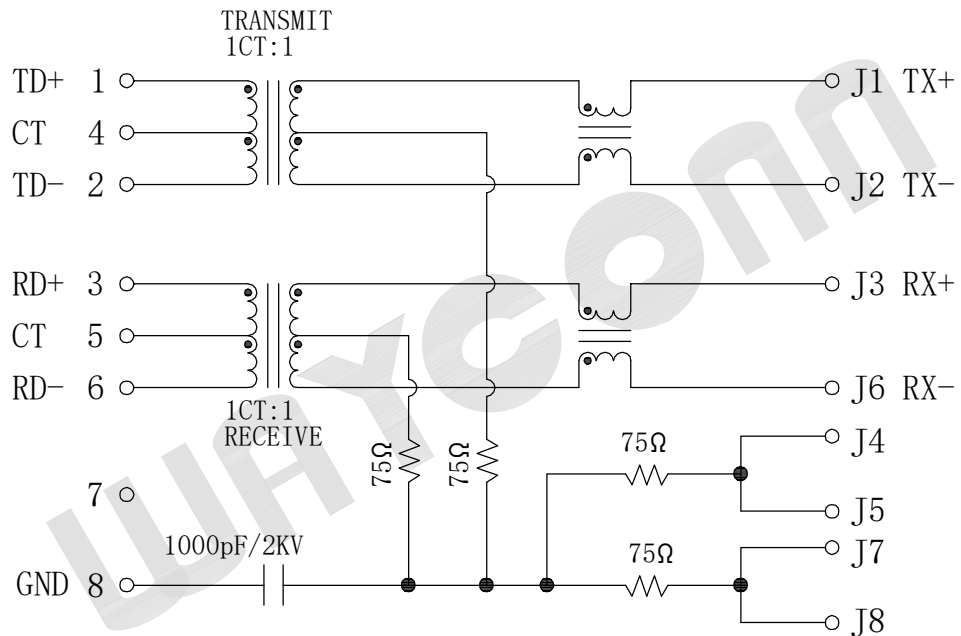 TRANSMIT
1CT:1
TD+ 1
J1 TX+
CT 4
TD- 2
J2 TX-
RD+ 3
J3 RX+
CT 5
RD- 6
J6 RX-
1CT:1
RECEIVE
75Ω
75Ω
75Ω
J4
7
J5
1000pF/2KV
75Ω
J7
GND 8
J8
WAYCONN